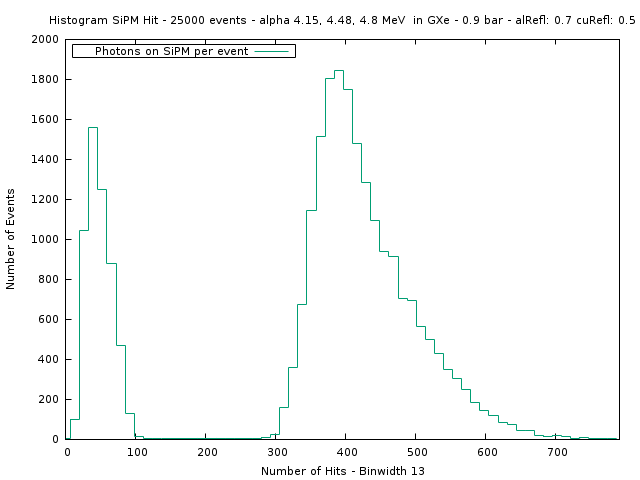 Histogram SiPM Hit - 25000 events - alpha 4.15, 4.48, 4.8 MeV  in GXe - 0.9 bar - alRefl: 0.7 cuRefl: 0.5
Photons on SiPM per event
2000
1800
1600
1400
1200
1000
800
600
400
200
0
Number of Events
0 100 200 300 400 500 600 700
Number of Hits - Binwidth 13